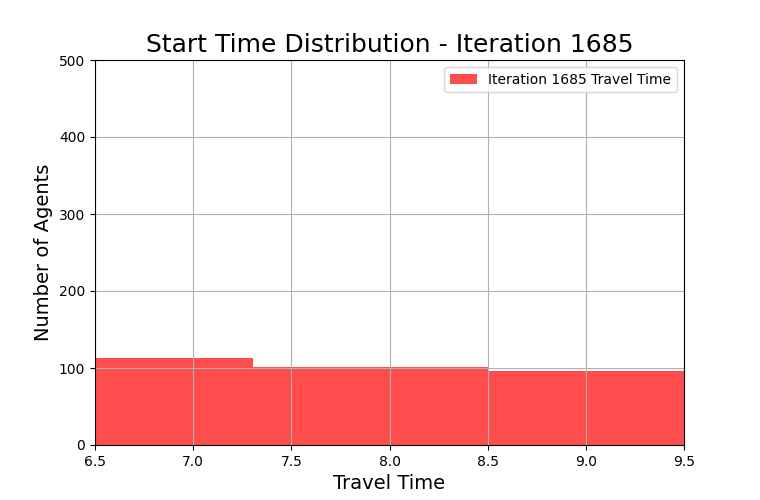 Start Time Distribution - Iteration 1685
Iteration 1685 Travel Time
Number of Agents
500
400
300
200
100
0
6.5 7.0 7.5 8.0 8.5 9.0 9.5
Travel Time